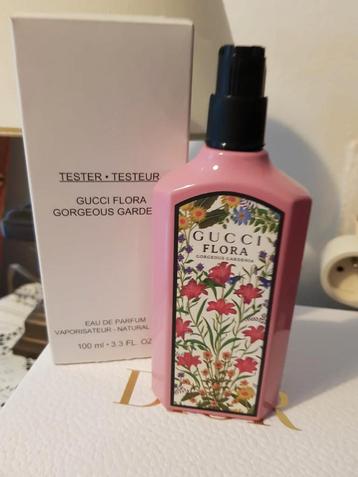 TESTER • TESTEUR
GUCCI FLORA
GORGEOUS GARDE
EAU DE PARFUM
VAPORISATEUR - NATURAL
100 ml • 3.3 FL. OZ
GUCCI
FLORA
GORGEOUS GARDENIA